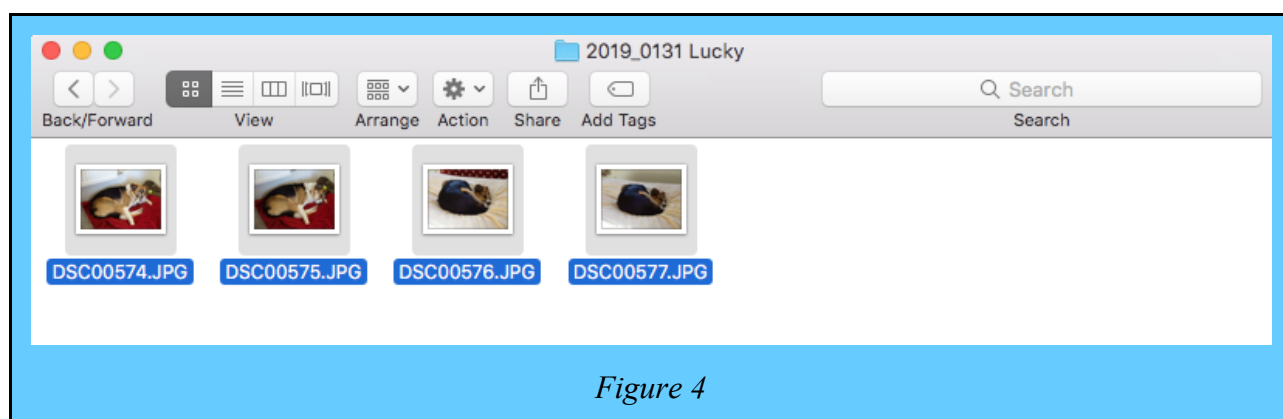 2019_0131 Lucky
Search
Back/Forward View Arrange Action Share Add Tags Search
DSC00574.JPG DSC00575.JPG DSC00576.JPG DSC00577.JPG
Figure 4